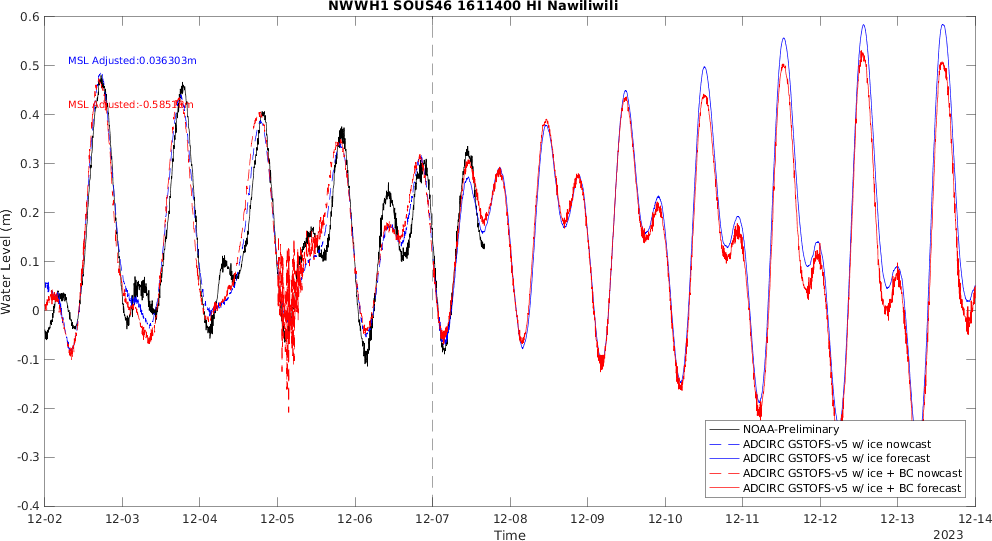 NWWH1 SOUS46 1611400 HI Nawiliwili
MSL Adjusted:0.036303m
Water Level (m)
0.6
0.5
0.4
0.3
0.2
0.1
0
-0.1
-0.2
-0.3
-0.4
NOAA-Preliminary
ADCIRC GSTOFS-v5 w/ ice nowcast
ADCIRC GSTOFS-v5 w/ ice forecast
ADCIRC GSTOFS-v5 w/ ice + BC nowcast
ADCIRC GSTOFS-v5 w/ ice + BC forecast
12-02 12-03 12-04 12-05 12-06 12-07 12-08 12-09 12-10 12-11 12-12 12-13 12-14
Time
2023
MSL Adjusted: